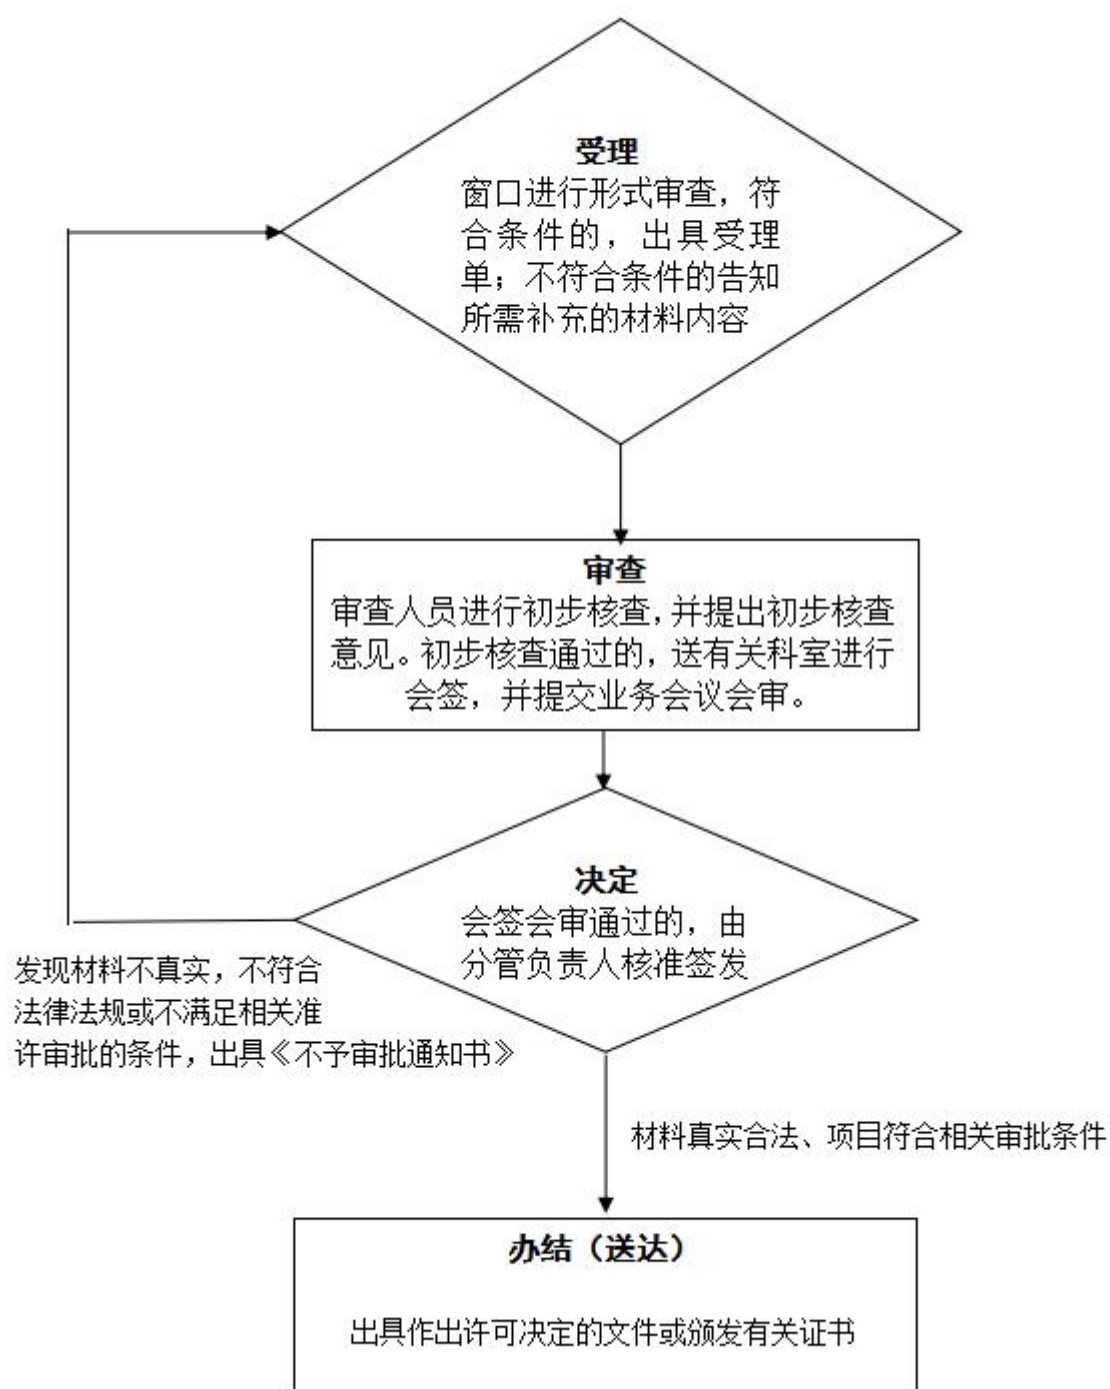 受理
窗口进行形式审查，符
合条件的，出具受理
单；不符合条件的告知
所需补充的材料内容
审查
审查人员进行初步核查，并提出初步核查
意见。初步核查通过的，送有关科室进行
会签，并提交业务会议会审。
决定
会签会审通过的，由
分管负责人核准签发
发现材料不真实，不符合
法律法规或不满足相关准
许审批的条件，出具《不予审批通知书》
材料真实合法、项目符合相关审批条件
办结（送达）
出具作出许可决定的文件或颁发有关证书